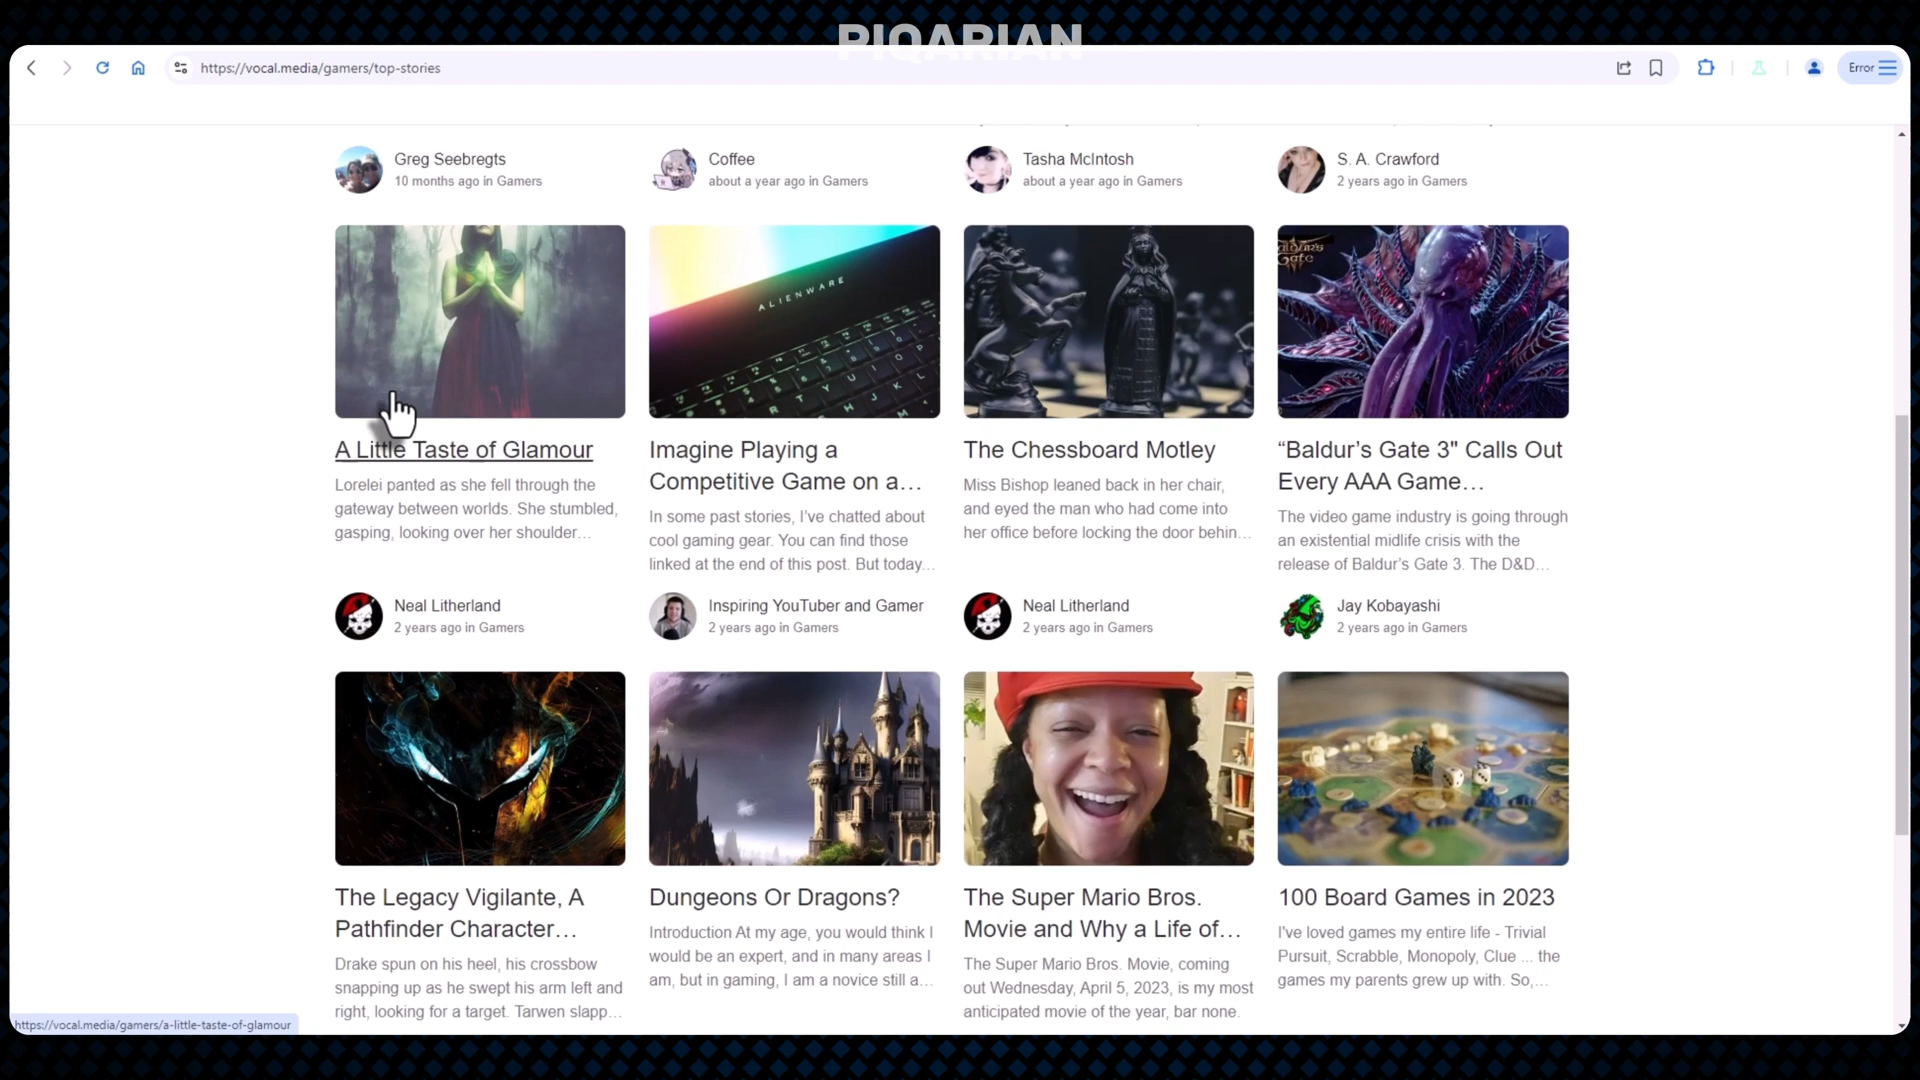 PIQARIAN
https://vocal.media/gamers/top-stories
Error
Greg Seebregts
10 months ago in Gamers
Coffee
about a year ago in Gamers
Tasha McIntosh
about a year ago in Gamers
S. A. Crawford
2 years ago in Gamers
A Little Taste of Glamour
Lorelei panted as she fell through the
gateway between worlds. She stumbled,
gasping, looking over her shoulder...
Neal Litherland
2 years ago in Gamers
ALIENWARE
Imagine Playing a
Competitive Game on a...
In some past stories, I've chatted about
cool gaming gear. You can find those
linked at the end of this post. But today...
Inspiring YouTuber and Gamer
2 years ago in Gamers
The Chessboard Motley
Miss Bishop leaned back in her chair,
and eyed the man who had come into
her office before locking the door behin...
Neal Litherland
2 years ago in Gamers
Gate
“Baldur’s Gate 3" Calls Out
Every AAA Game...
The video game industry is going through
an existential midlife crisis with the
release of Baldur’s Gate 3. The D&D...
Jay Kobayashi
2 years ago in Gamers
The Legacy Vigilante, A
Pathfinder Character...
Drake spun on his heel, his crossbow
snapping up as he swept his arm left and
right, looking for a target. Tarwen slapp...
Dungeons Or Dragons?
Introduction At my age, you would think I
would be an expert, and in many areas I
am, but in gaming, I am a novice still a...
The Super Mario Bros.
Movie and Why a Life of...
The Super Mario Bros. Movie, coming
out Wednesday, April 5, 2023, is my most
anticipated movie of the year, bar none.
100 Board Games in 2023
I've loved games my entire life - Trivial
Pursuit, Scrabble, Monopoly, Clue ... the
games my parents grew up with. So,...
https://vocal.media/gamers/a-little-taste-of-glamour